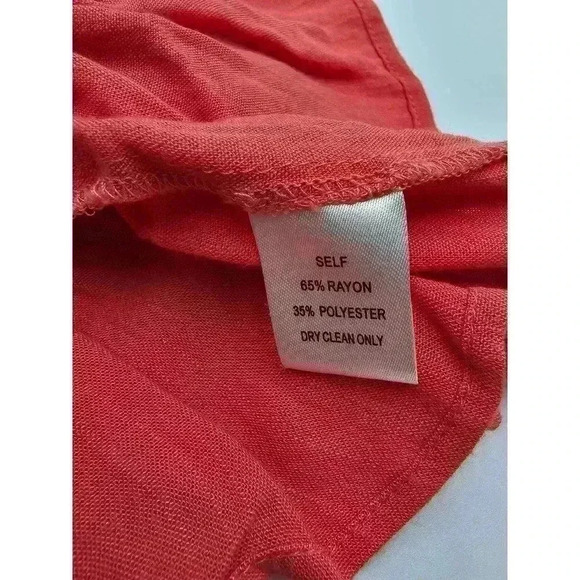 SELF
65% RAYON
35% POLYESTER
DRY CLEAN ONLY